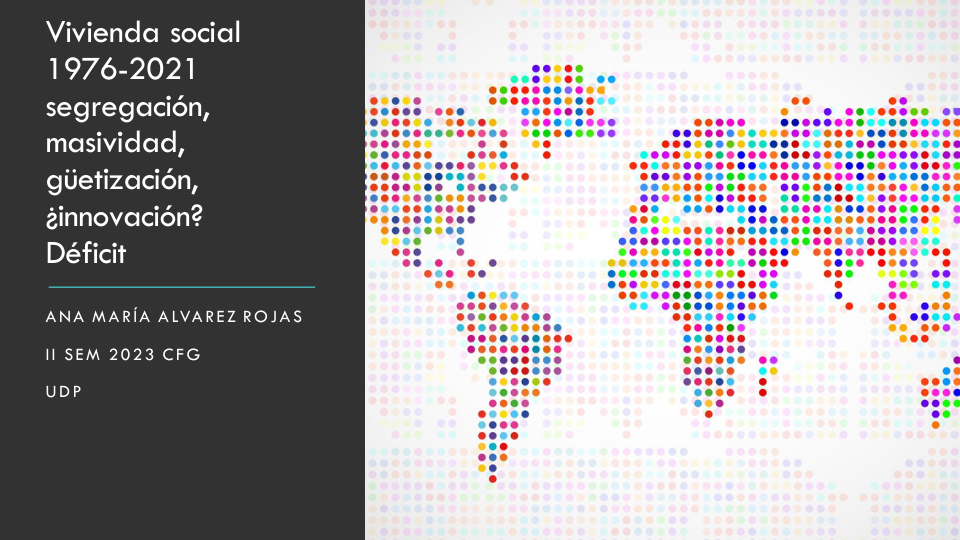 Vivienda social
1976-2021
segregación,
masividad,
güetización,
¿innovación?
Déficit
ANA MARÍA ALVAREZ ROJAS
II SEM 2023 CFG
UDP